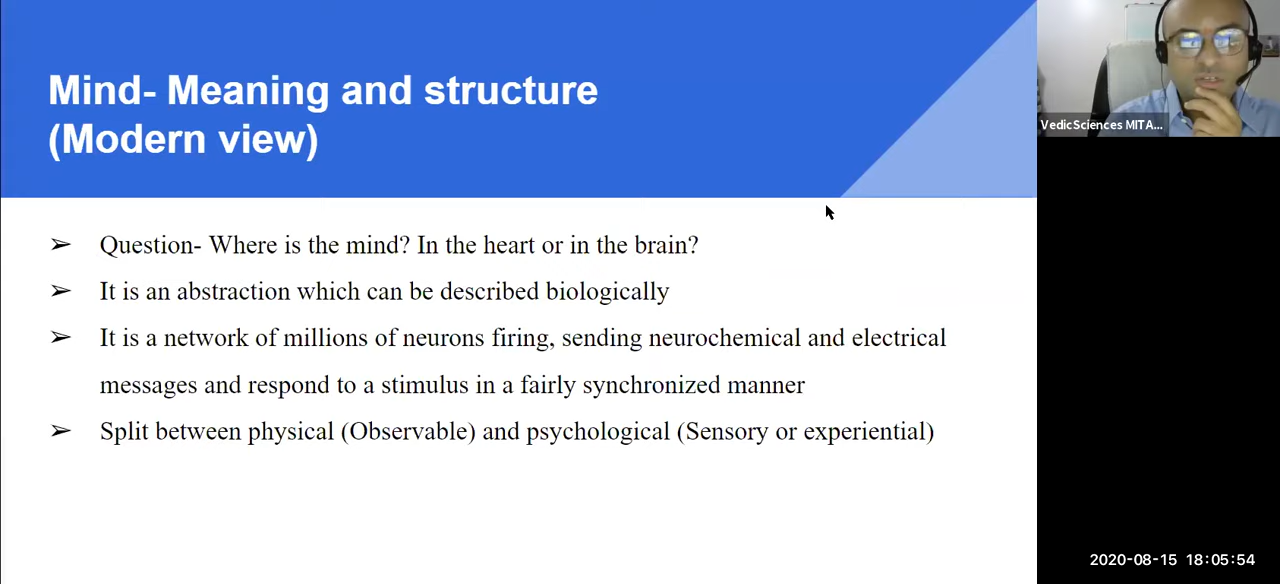 Mind- Meaning and structure
(Modern view)
VedicSciences MITA...
➢ Question- Where is the mind? In the heart or in the brain?
➢ It is an abstraction which can be described biologically
➢ It is a network of millions of neurons firing, sending neurochemical and electrical
messages and respond to a stimulus in a fairly synchronized manner
➢ Split between physical (Observable) and psychological (Sensory or experiential)
2020-08-15 18:05:54